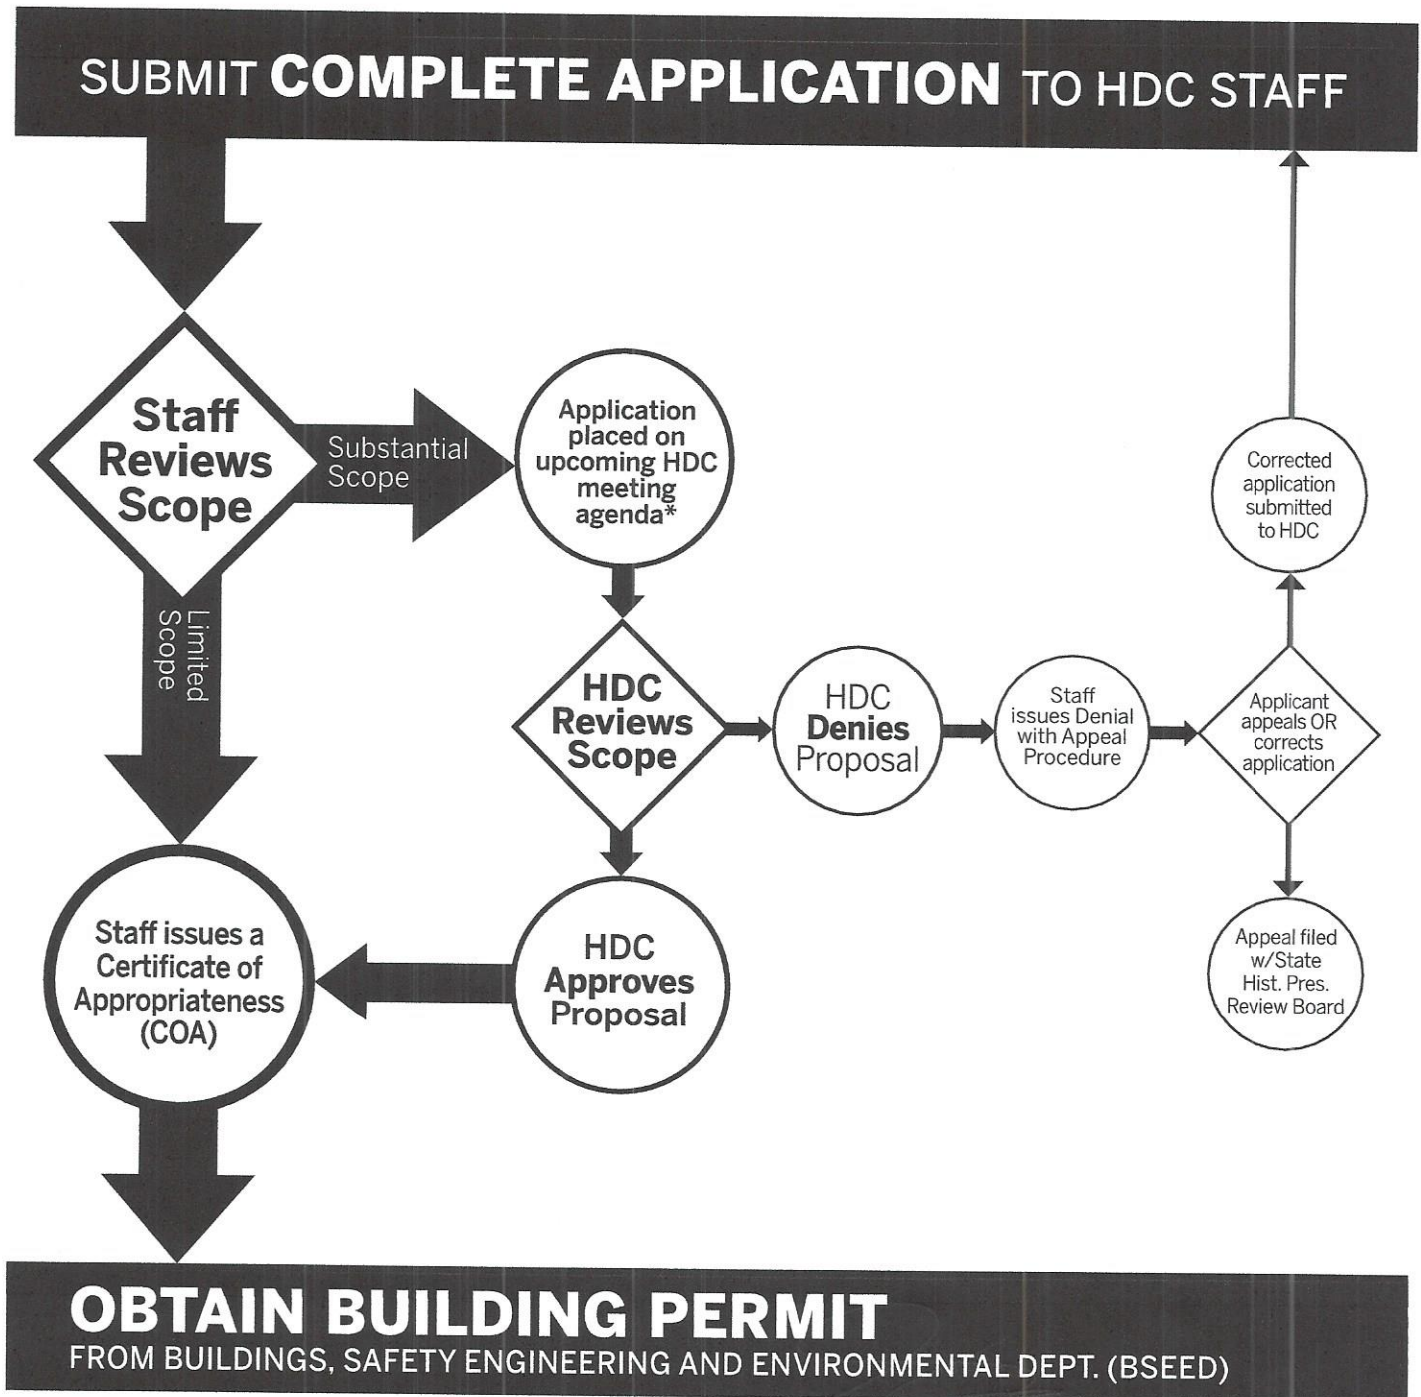 SUBMIT COMPLETE APPLICATION TO HDC STAFF
Staff
Reviews
Scope
Substantial
Scope
Application
placed on
upcoming HDC
meeting
agenda*
Corrected
application
submitted
to HDC
Limited
Scope
HDC
Reviews
Scope
HDC
Denies
Proposal
Staff
issues Denial
with Appeal
Procedure
Applicant
appeals OR
corrects
application
Staff issues a
Certificate of
Appropriateness
(COA)
HDC
Approves
Proposal
Appeal filed
w/State
Hist. Pres.
Review Board
OBTAIN BUILDING PERMIT
FROM BUILDINGS, SAFETY ENGINEERING AND ENVIRONMENTAL DEPT. (BSEED)